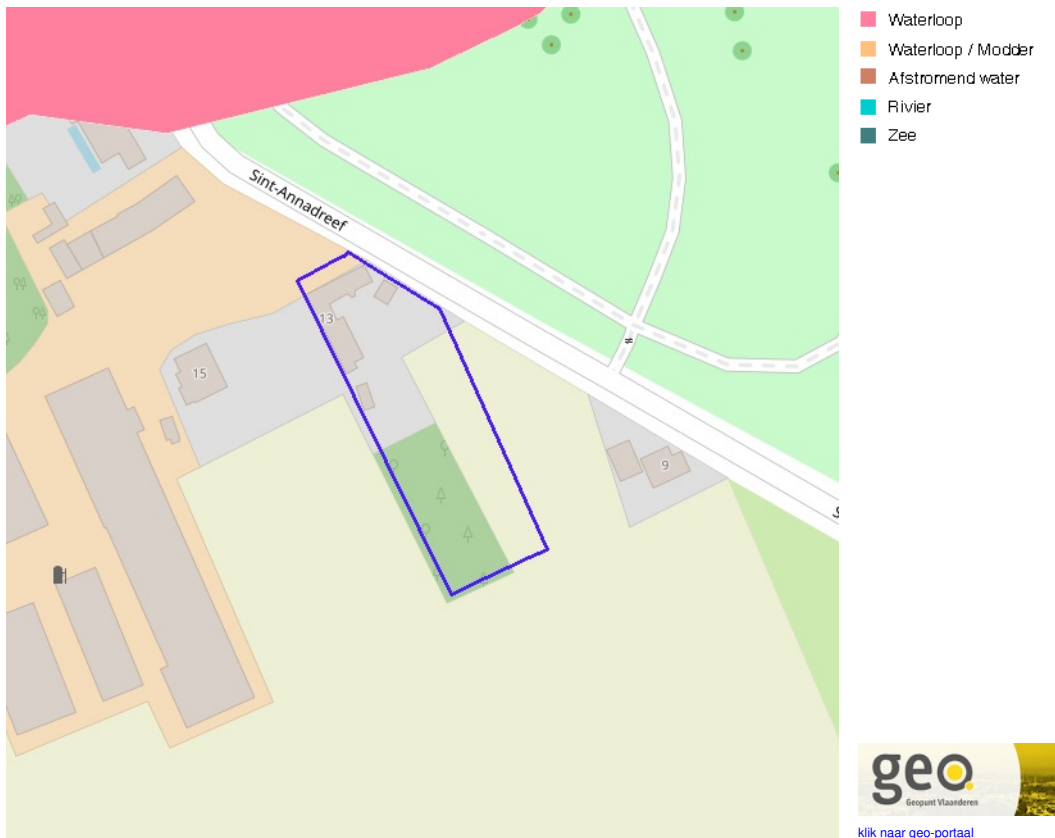 Waterloop
Waterloop / Modder
Afstromend water
Rivier
Zee
Sint-Annadreef
13
15
9
S
geo.
Geopunt Vlaanderen
klik naar geo-portaal